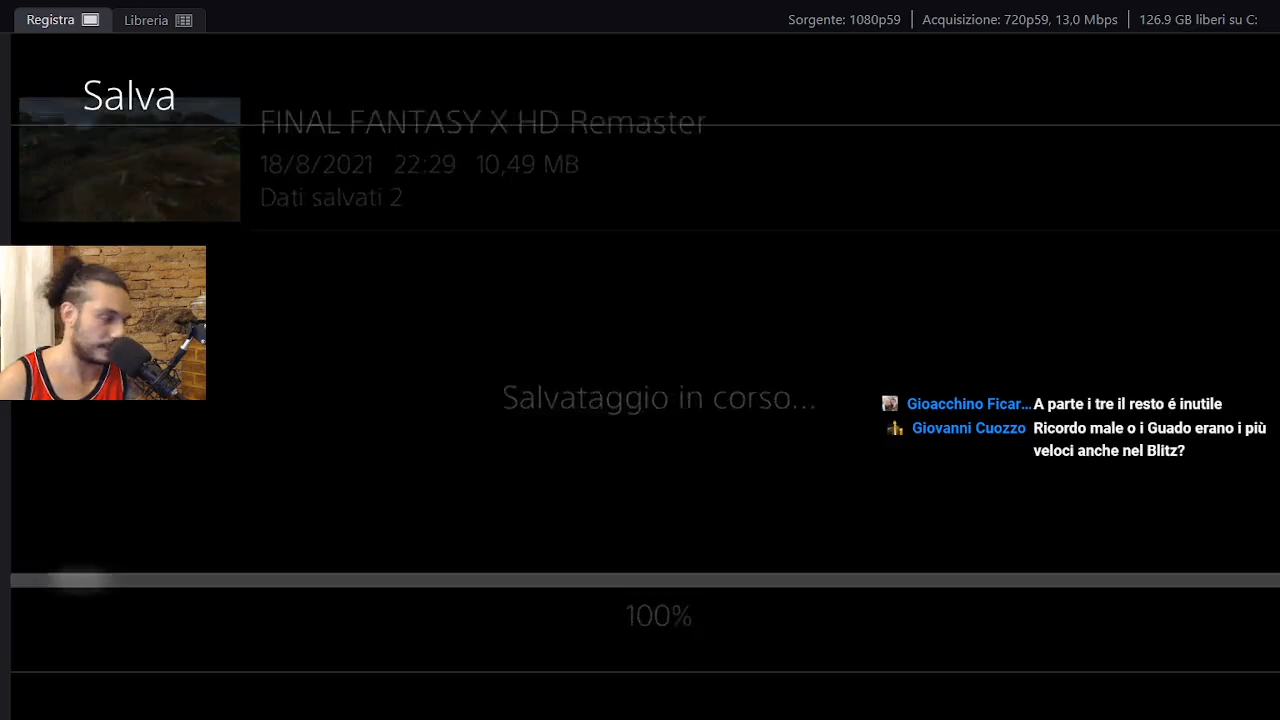 Registra
Libreria
Sorgente: 1080p59
Acquisizione: 720p59, 13,0 Mbps
126.9 GB liberi su C:
Salva
FINAL FANTASY X HD Remaster
18/8/2021 22:29 10,49 MB
Dati salvati 2
Salvataggio in corso...
Gioacchino Ficar... A parte i tre il resto é inutile
Giovanni Cuozzo Ricordo male o i Guado erano i più
veloci anche nel Blitz?
100%